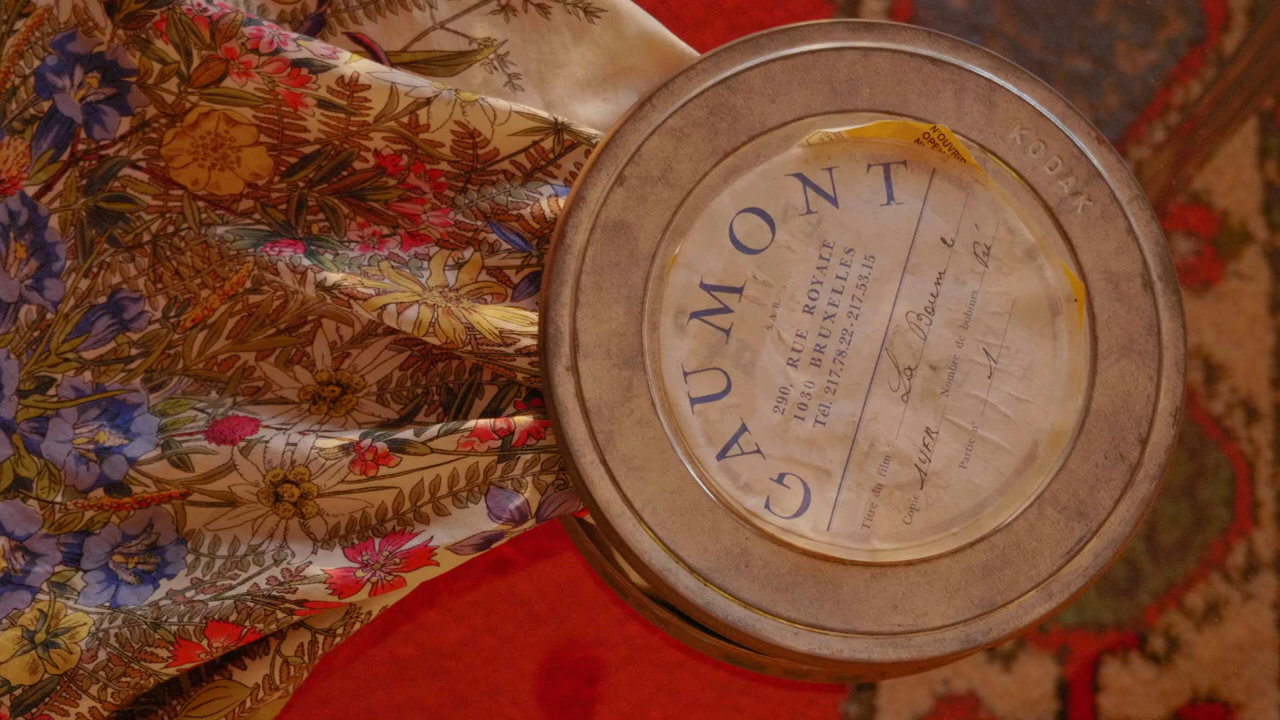 KODAK
N'OUVRIR
GAUMONT
S.A.B.
290, RUE ROYALE
1030 BRUXELLES
Tél. 217.78.22-217.53.15
Titre du film La Boum 2
Copie Nombre de bobines
Partie n° 1